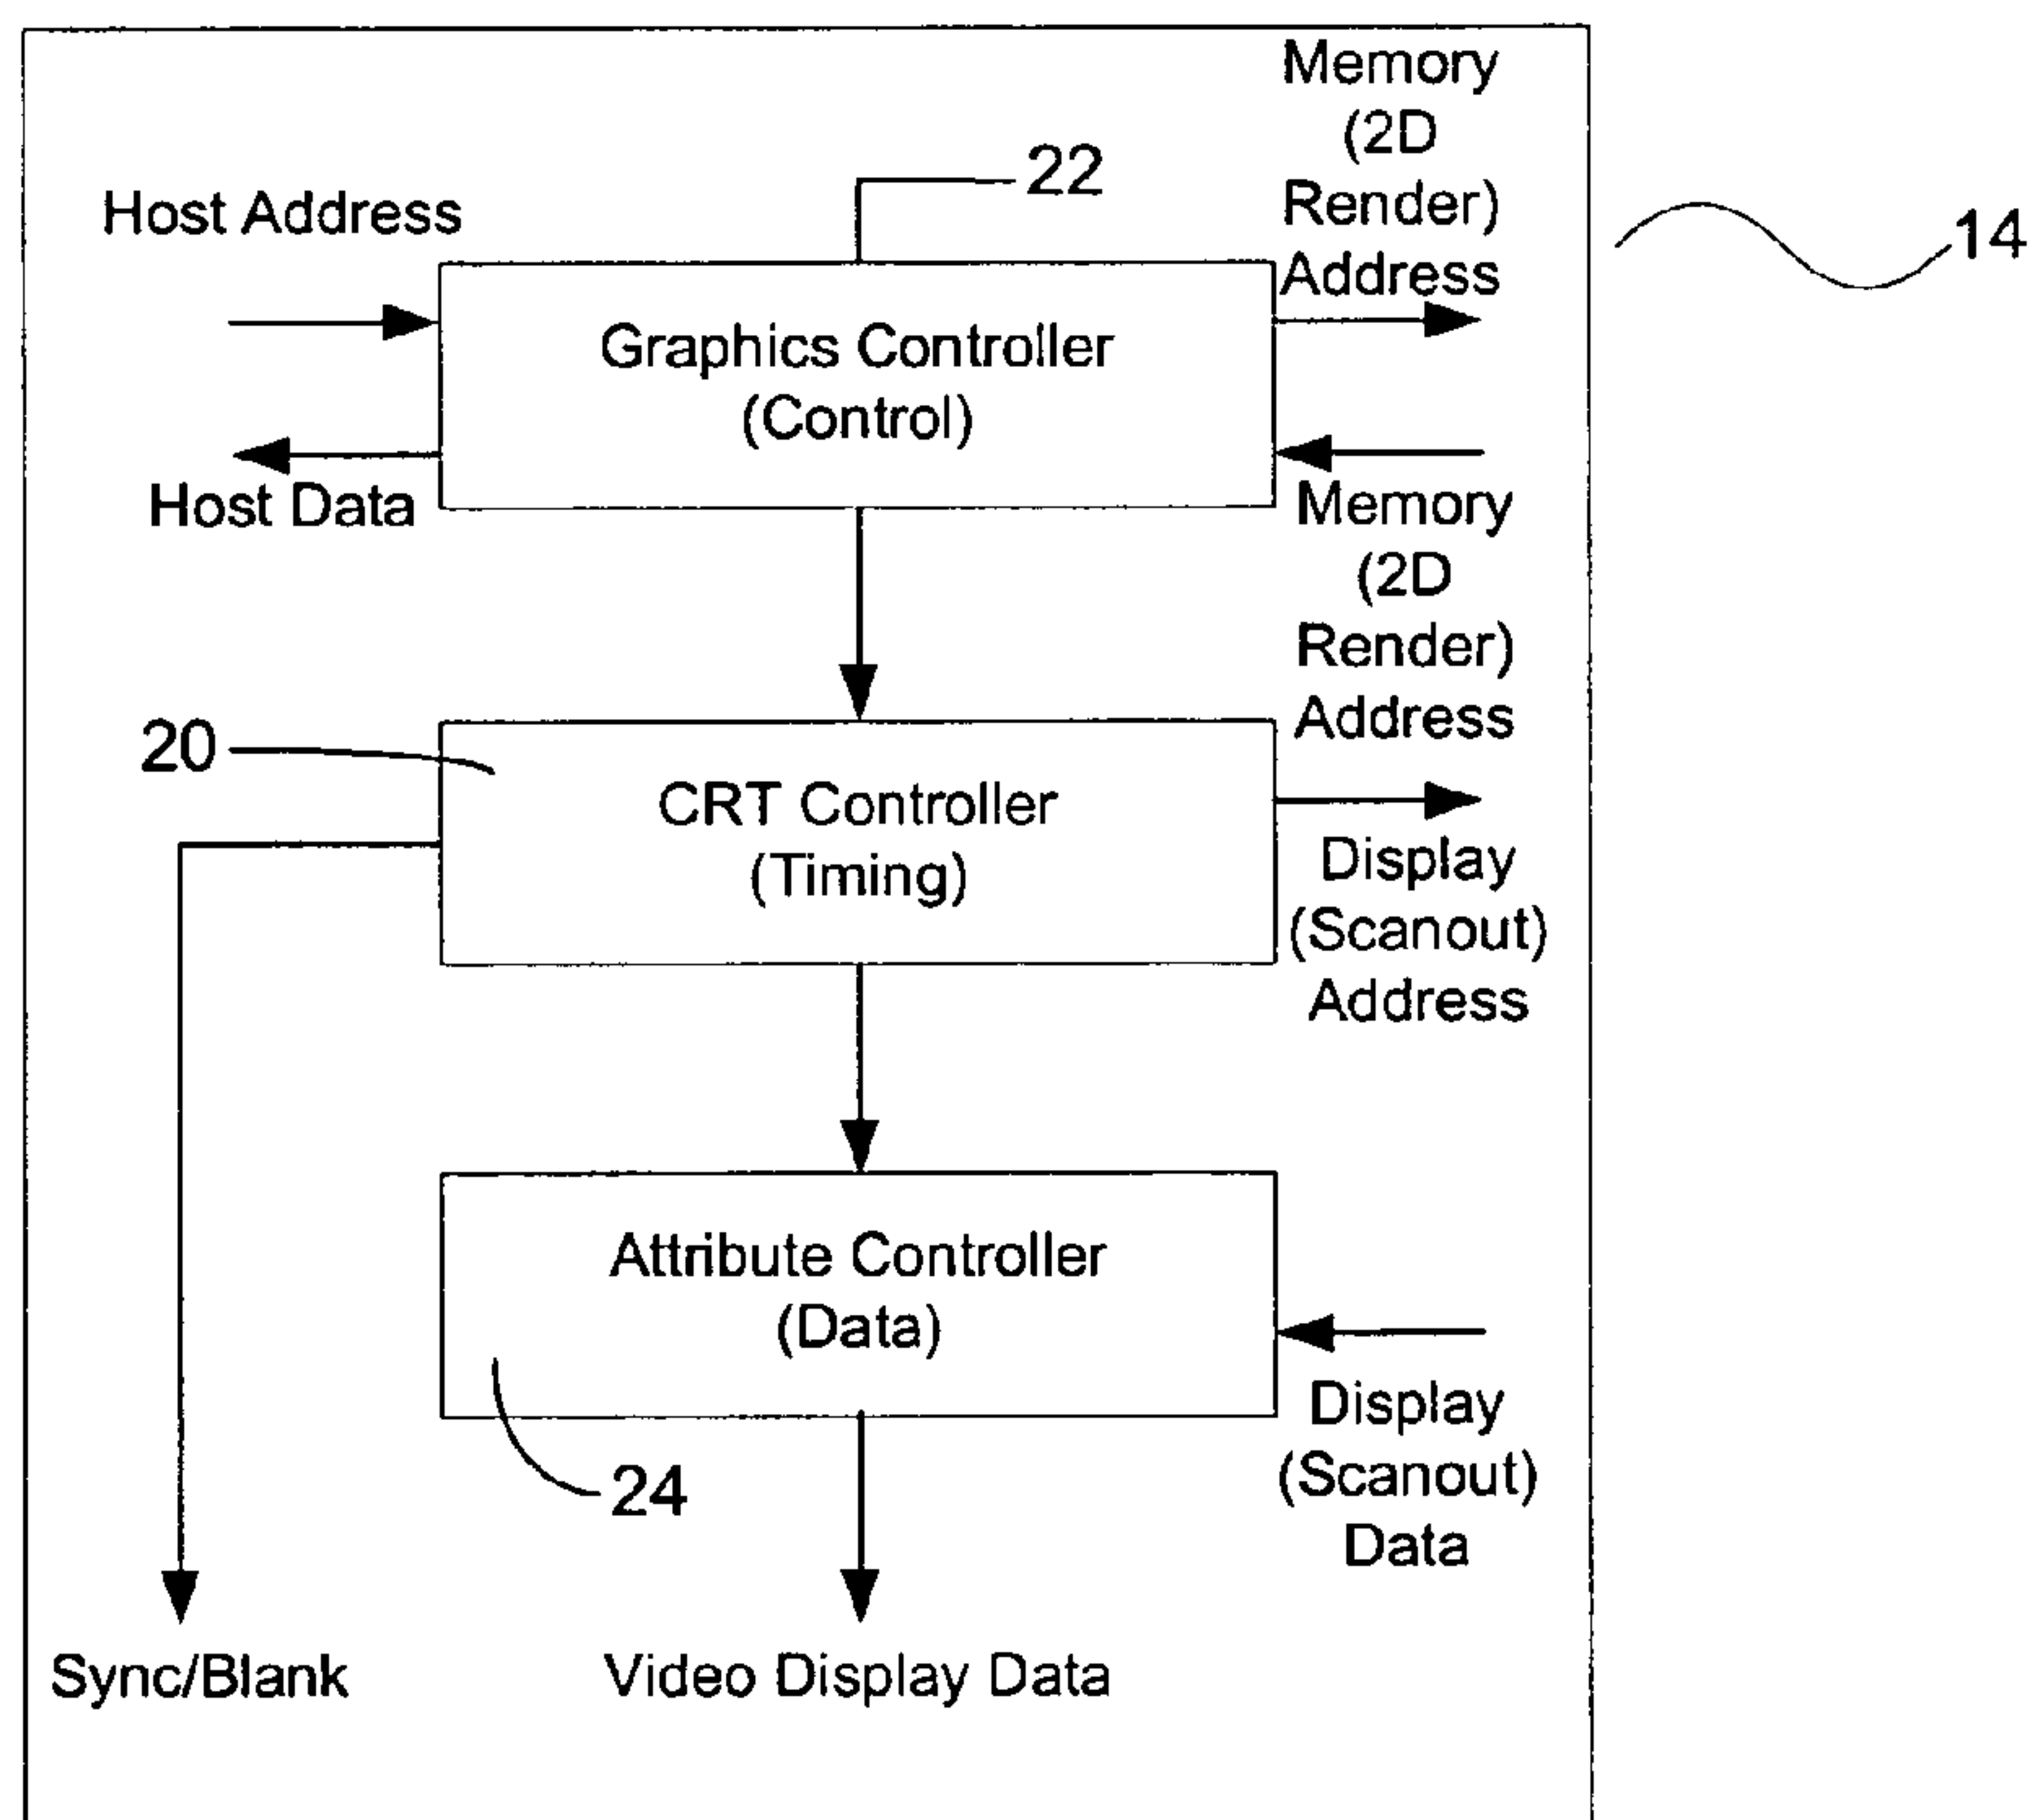 Memory
(2D
Render)
Address
22
14
Host Address
Graphics Controller
(Control)
Host Data
Memory
(2D
Render)
Address
20
CRT Controller
(Timing)
Display
(Scanout)
Address
Attribute Controller
(Data)
24
Display
(Scanout)
Data
Sync/Blank
Video Display Data